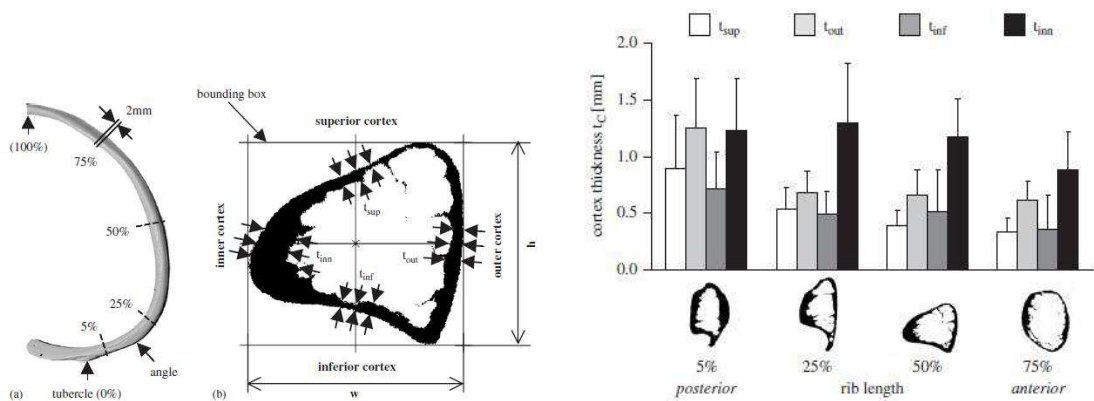 2mm
(100%)
75%
50%
25%
5%
angle
(a)
tubercle (0%)
bounding box
superior cortex
inner cortex
t_sup
t_inn
t_inf
t_out
outer cortex
h
(b)
inferior cortex
w
t_sup t_out t_inf t_inn
cortex thickness t_C [mm]
2.0
1.5
1.0
0.5
0.0
5% 25% 50% 75%
posterior rib length anterior